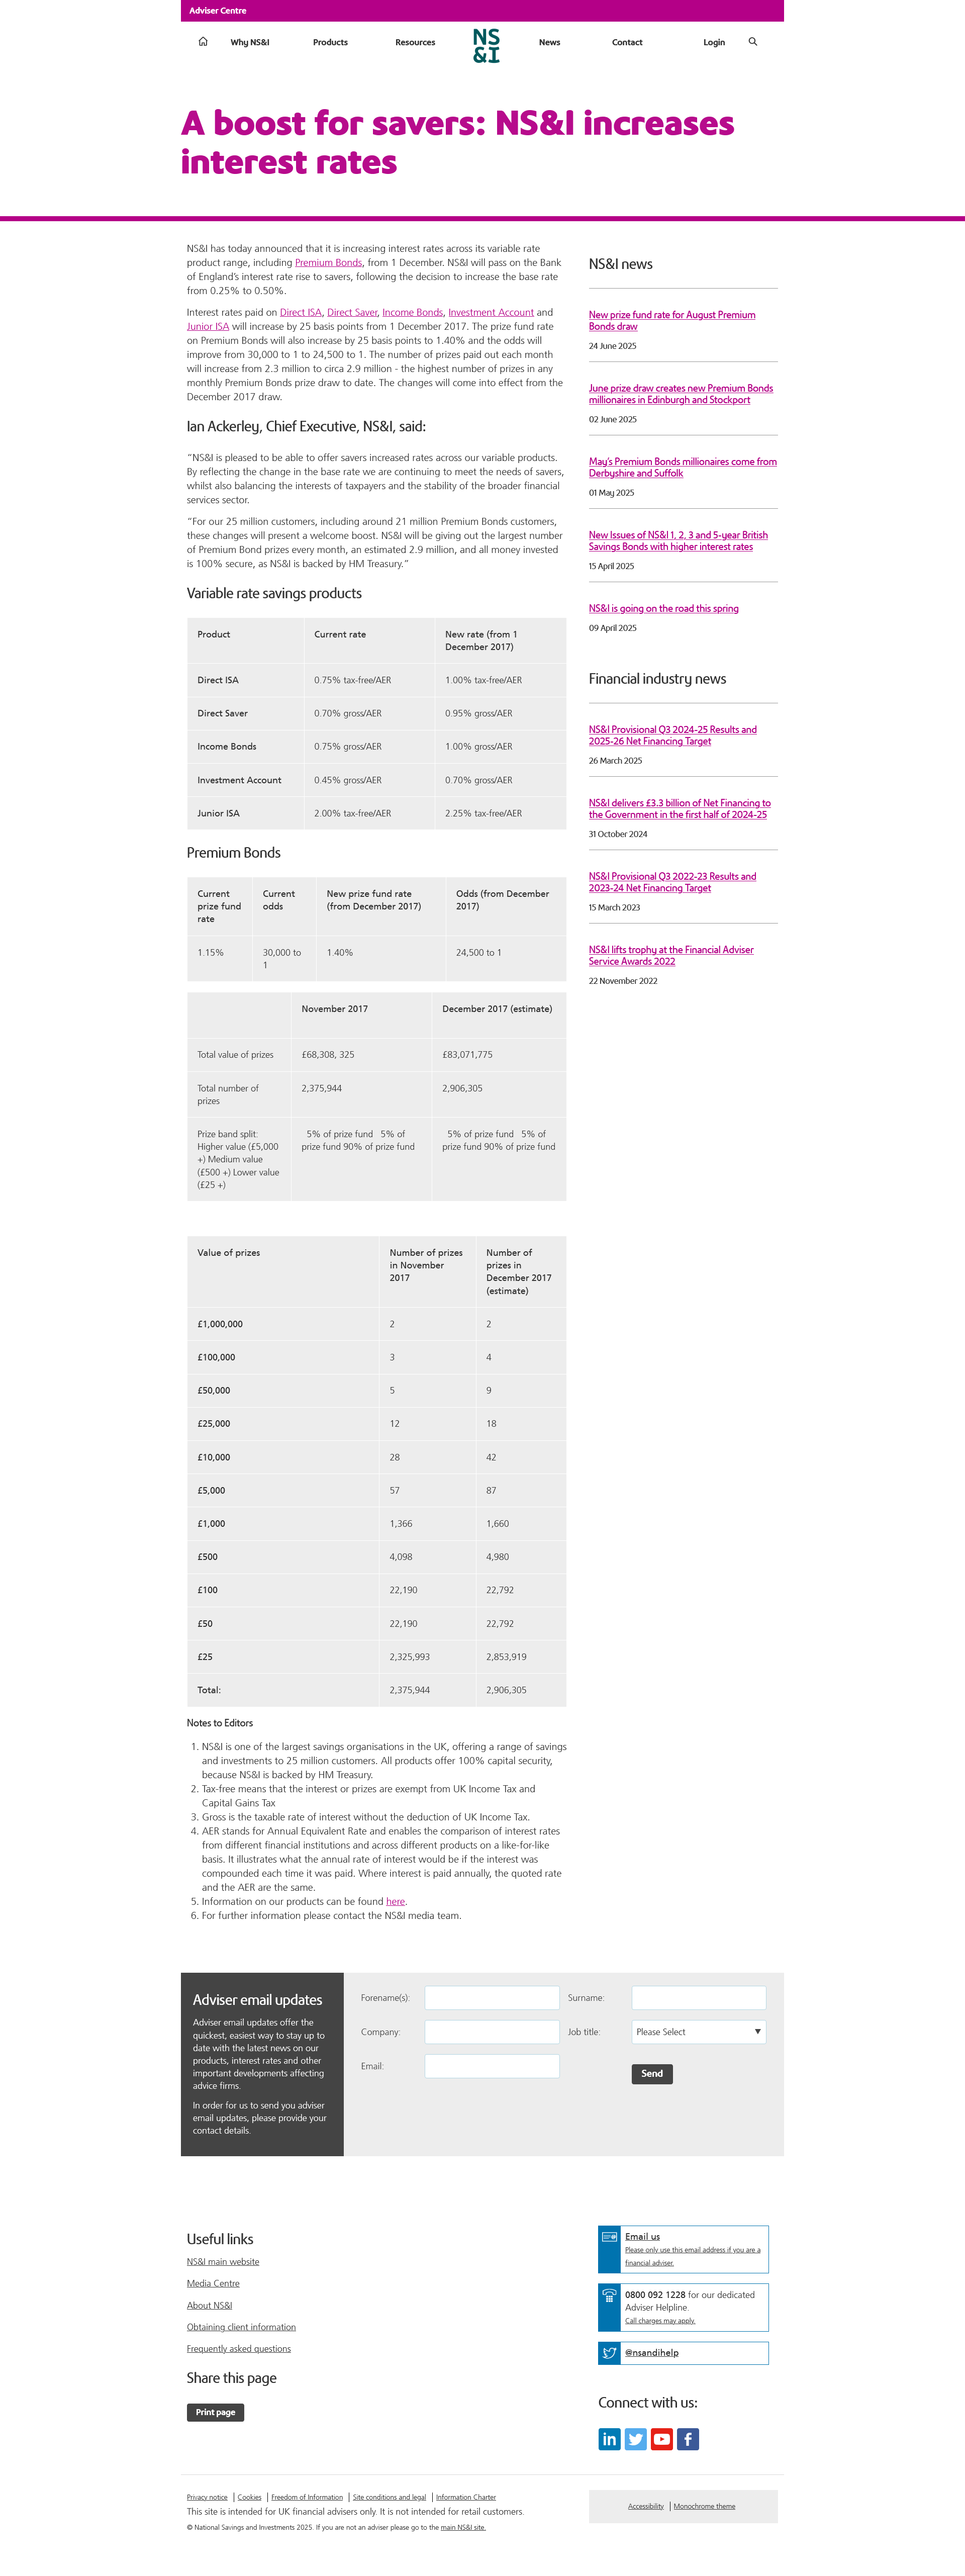 Adviser Centre
Why NS&I
Products
Resources
NS
&I
News
Contact
Login
A boost for savers: NS&I increases
interest rates
NS&I has today announced that it is increasing interest rates across its variable rate
product range, including Premium Bonds, from 1 December. NS&I will pass on the Bank
of England's interest rate rise to savers, following the decision to increase the base rate
from 0.25% to 0.50%.
Interest rates paid on Direct ISA, Direct Saver, Income Bonds, Investment Account and
Junior ISA will increase by 25 basis points from 1 December 2017. The prize fund rate
on Premium Bonds will also increase by 25 basis points to 1.40% and the odds will
improve from 30,000 to 1 to 24,500 to 1. The number of prizes paid out each month
will increase from 2.3 million to circa 2.9 million - the highest number of prizes in any
monthly Premium Bonds prize draw to date. The changes will come into effect from the
December 2017 draw.
Ian Ackerley, Chief Executive, NS&I, said:
"NS&I is pleased to be able to offer savers increased rates across our variable products.
By reflecting the change in the base rate we are continuing to meet the needs of savers,
whilst also balancing the interests of taxpayers and the stability of the broader financial
services sector.
"For our 25 million customers, including around 21 million Premium Bonds customers,
these changes will present a welcome boost. NS&I will be giving out the largest number
of Premium Bond prizes every month, an estimated 2.9 million, and all money invested
is 100% secure, as NS&I is backed by HM Treasury."
Variable rate savings products
Product
Current rate
New rate (from 1
December 2017)
Direct ISA
0.75% tax-free/AER
1.00% tax-free/AER
Direct Saver
0.70% gross/AER
0.95% gross/AER
Income Bonds
0.75% gross/AER
1.00% gross/AER
Investment Account
0.45% gross/AER
0.70% gross/AER
Junior ISA
2.00% tax-free/AER
2.25% tax-free/AER
Premium Bonds
Current
prize fund
rate
Current
odds
New prize fund rate
(from December 2017)
Odds (from December
2017)
1.15%
30,000 to
1
1.40%
24,500 to 1
November 2017
December 2017 (estimate)
Total value of prizes
£68,308, 325
£83,071,775
Total number of
prizes
2,375,944
2,906,305
Prize band split:
Higher value (£5,000
+) Medium value
(£500 +) Lower value
(£25 +)
5% of prize fund   5% of
prize fund 90% of prize fund
5% of prize fund   5% of
prize fund 90% of prize fund
Value of prizes
Number of prizes
in November
2017
Number of
prizes in
December 2017
(estimate)
£1,000,000
2
2
£100,000
3
4
£50,000
5
9
£25,000
12
18
£10,000
28
42
£5,000
57
87
£1,000
1,366
1,660
£500
4,098
4,980
£100
22,190
22,792
£50
22,190
22,792
£25
2,325,993
2,853,919
Total:
2,375,944
2,906,305
Notes to Editors
1. NS&I is one of the largest savings organisations in the UK, offering a range of savings
and investments to 25 million customers. All products offer 100% capital security,
because NS&I is backed by HM Treasury.
2. Tax-free means that the interest or prizes are exempt from UK Income Tax and
Capital Gains Tax
3. Gross is the taxable rate of interest without the deduction of UK Income Tax.
4. AER stands for Annual Equivalent Rate and enables the comparison of interest rates
from different financial institutions and across different products on a like-for-like
basis. It illustrates what the annual rate of interest would be if the interest was
compounded each time it was paid. Where interest is paid annually, the quoted rate
and the AER are the same.
5. Information on our products can be found here.
6. For further information please contact the NS&I media team.
NS&I news
New prize fund rate for August Premium
Bonds draw
24 June 2025
June prize draw creates new Premium Bonds
millionaires in Edinburgh and Stockport
02 June 2025
May's Premium Bonds millionaires come from
Derbyshire and Suffolk
01 May 2025
New Issues of NS&I 1, 2, 3 and 5-year British
Savings Bonds with higher interest rates
15 April 2025
NS&I is going on the road this spring
09 April 2025
Financial industry news
NS&I Provisional Q3 2024-25 Results and
2025-26 Net Financing Target
26 March 2025
NS&I delivers £3.3 billion of Net Financing to
the Government in the first half of 2024-25
31 October 2024
NS&I Provisional Q3 2022-23 Results and
2023-24 Net Financing Target
15 March 2023
NS&I lifts trophy at the Financial Adviser
Service Awards 2022
22 November 2022
Adviser email updates
Adviser email updates offer the
quickest, easiest way to stay up to
date with the latest news on our
products, interest rates and other
important developments affecting
advice firms.
In order for us to send you adviser
email updates, please provide your
contact details.
Forename(s):
Surname:
Company:
Job title:
Please Select
Email:
Send
Useful links
NS&I main website
Media Centre
About NS&I
Obtaining client information
Frequently asked questions
Share this page
Print page
Email us
Please only use this email address if you are a
financial adviser.
0800 092 1228 for our dedicated
Adviser Helpline.
Call charges may apply.
@nsandihelp
Connect with us:
Privacy notice
Cookies
Freedom of Information
Site conditions and legal
Information Charter
This site is intended for UK financial advisers only. It is not intended for retail customers.
© National Savings and Investments 2025. If you are not an adviser please go to the main NS&I site.
Accessibility
Monochrome theme